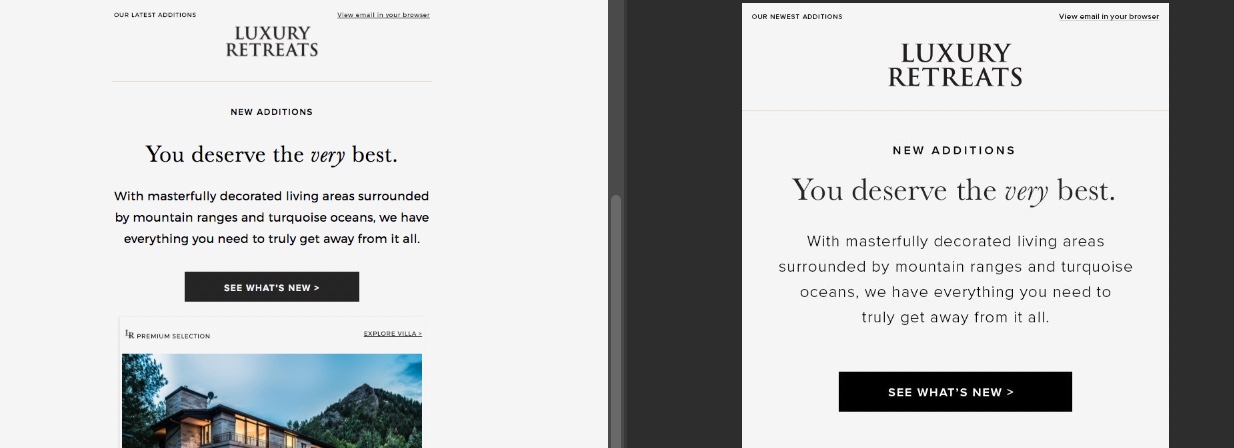 OUR LATEST ADDITIONS
View email in your browser
LUXURY
RETREATS
NEW ADDITIONS
You deserve the very best.
With masterfully decorated living areas surrounded
by mountain ranges and turquoise oceans, we have
everything you need to truly get away from it all.
SEE WHAT'S NEW >
LR PREMIUM SELECTION
EXPLORE VILLA >
OUR NEWEST ADDITIONS
View email in your browser
LUXURY
RETREATS
NEW ADDITIONS
You deserve the very best.
With masterfully decorated living areas
surrounded by mountain ranges and turquoise
oceans, we have everything you need to
truly get away from it all.
SEE WHAT'S NEW >